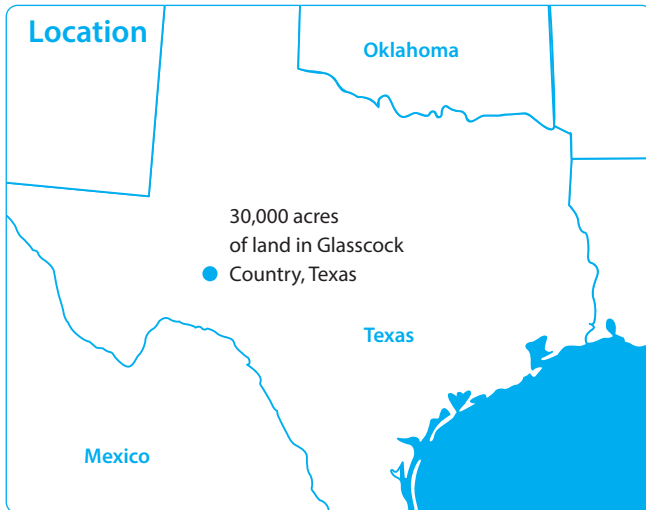 Location
Oklahoma
30,000 acres
of land in Glasscock
Country, Texas
Texas
Mexico